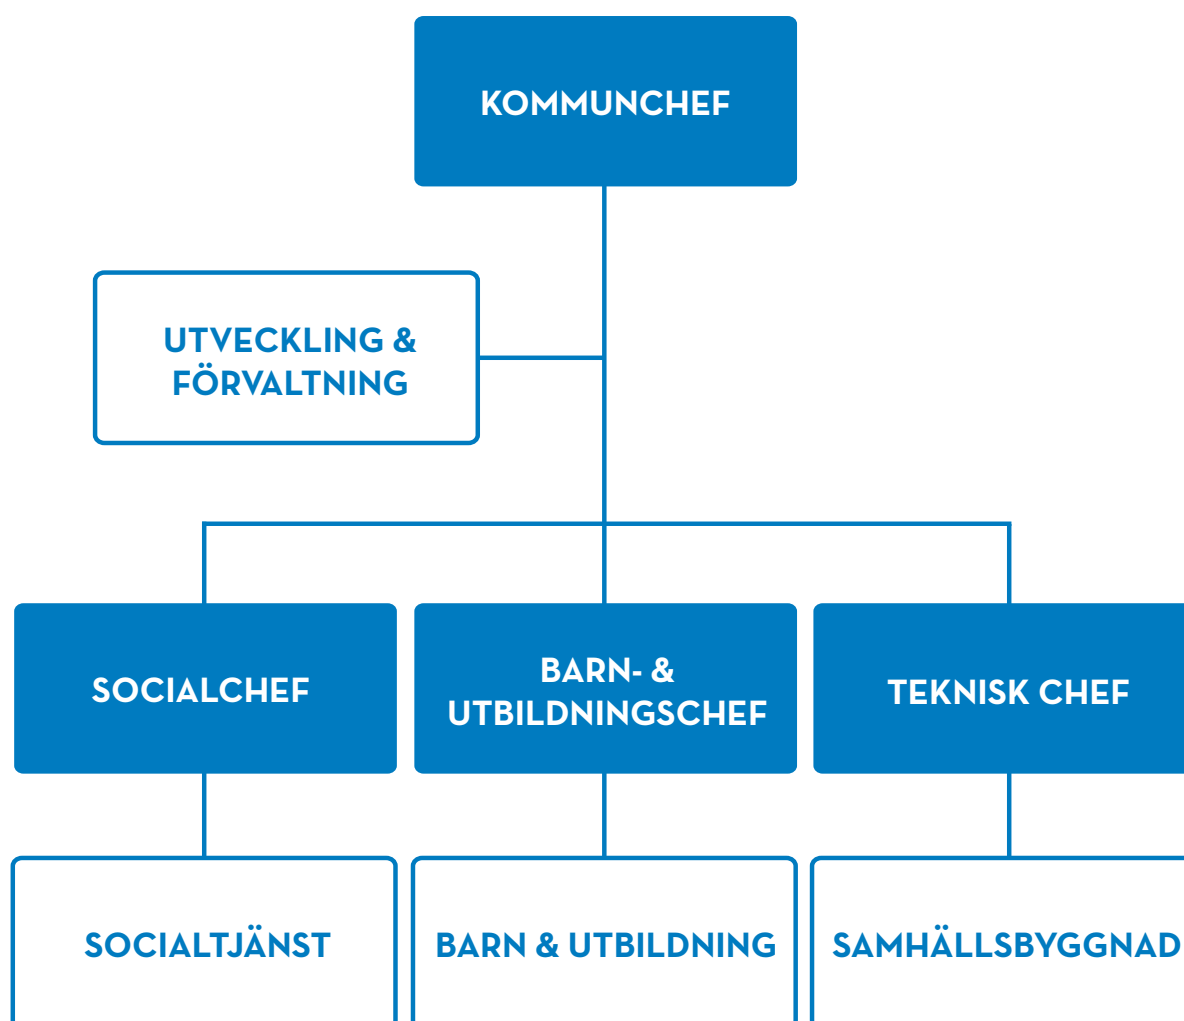 KOMMUNCHEF
UTVECKLING &
FÖRVALTNING
SOCIALCHEF
BARN- &
UTBILDNINGSCHEF
TEKNISK CHEF
SOCIALTJÄNST
BARN & UTBILDNING
SAMHÄLLSBYGGNAD